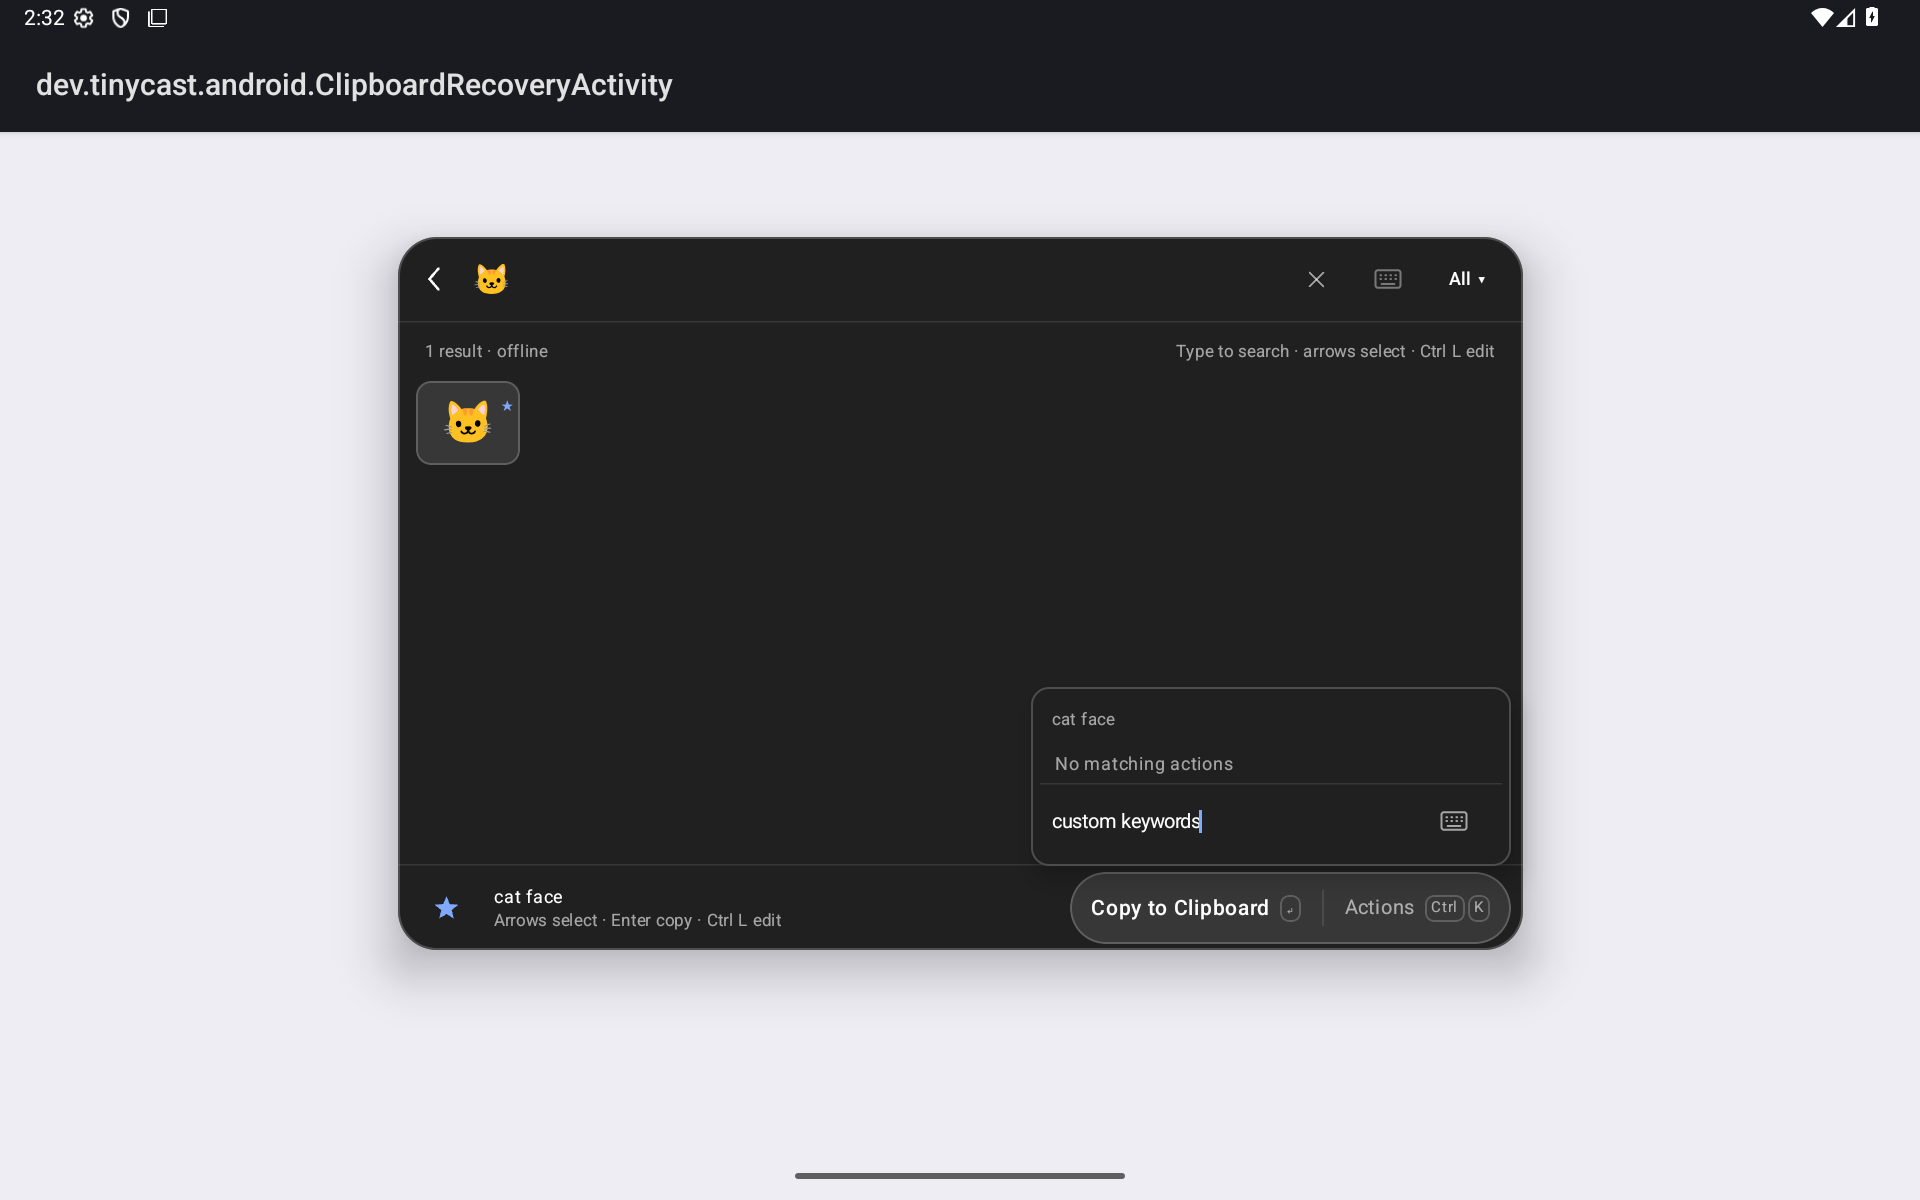 2:32
dev.tinycast.android.ClipboardRecoveryActivity
All ▾
1 result · offline
Type to search · arrows select · Ctrl L edit
cat face
No matching actions
custom keywords
cat face
Arrows select · Enter copy · Ctrl L edit
Copy to Clipboard ↵
Actions Ctrl K